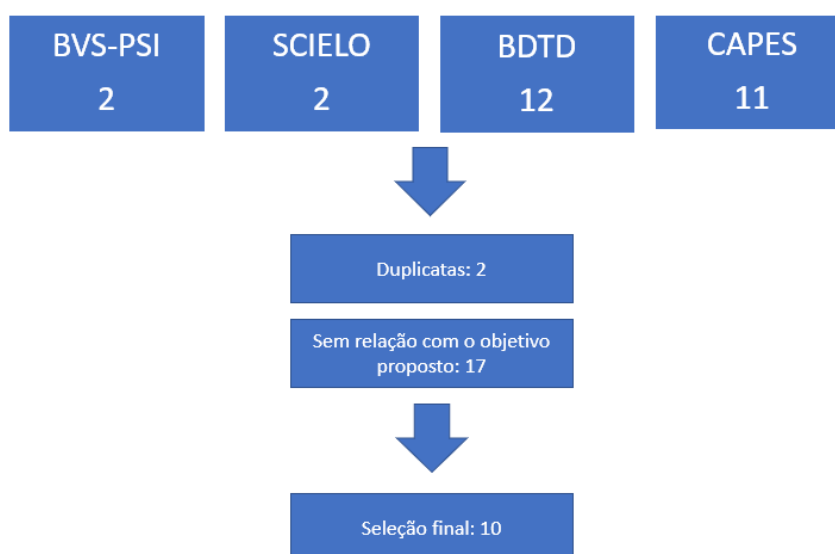 BVS-PSI
2
SCIELO
2
BDTD
12
CAPES
11
Duplicatas: 2
Sem relação com o objetivo
proposto: 17
Seleção final: 10